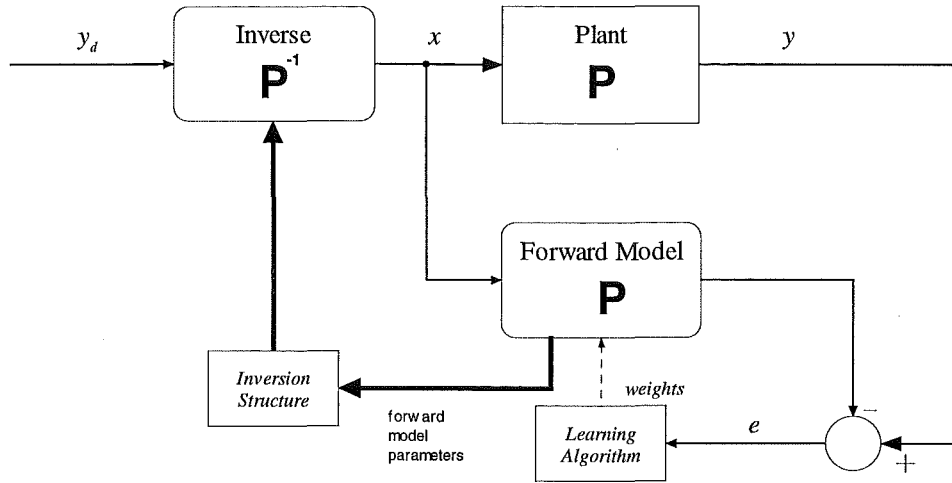 y_d
Inverse
P^-1
x
Plant
P
y
Forward Model
P
Inversion
Structure
forward
model
parameters
weights
Learning
Algorithm
e
−
+